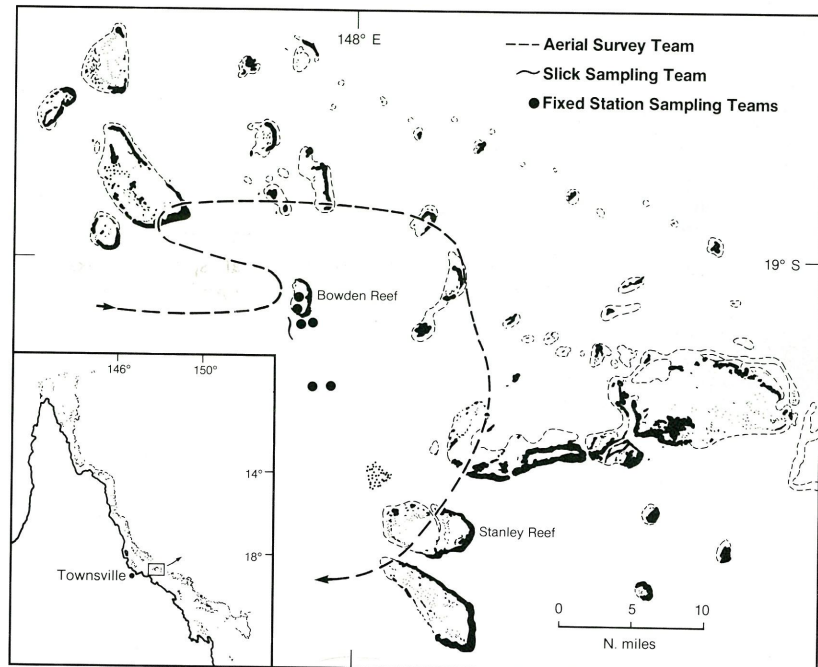 148° E
Aerial Survey Team
Slick Sampling Team
Fixed Station Sampling Teams
19° S
Bowden Reef
146° 150°
14°
18°
Townsville
Stanley Reef
0 5 10
N. miles